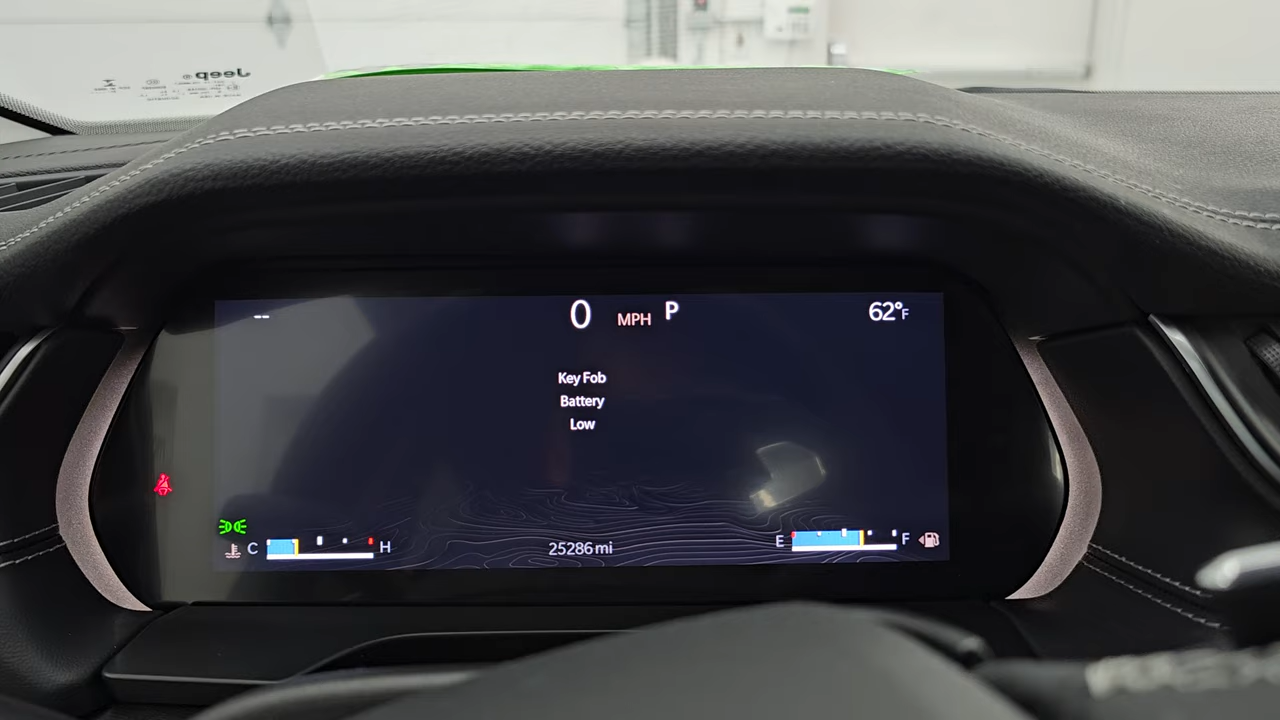 Jeep
--
0 MPH P
62°F
Key Fob
Battery
Low
C H
25286 mi
E F